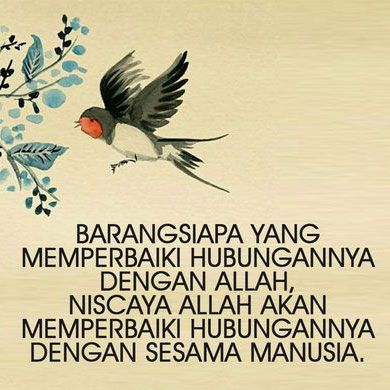 BARANGSIAPA YANG
MEMPERBAIKI HUBUNGANNYA
DENGAN ALLAH,
NISCAYA ALLAH AKAN
MEMPERBAIKI HUBUNGANNYA
DENGAN SESAMA MANUSIA.